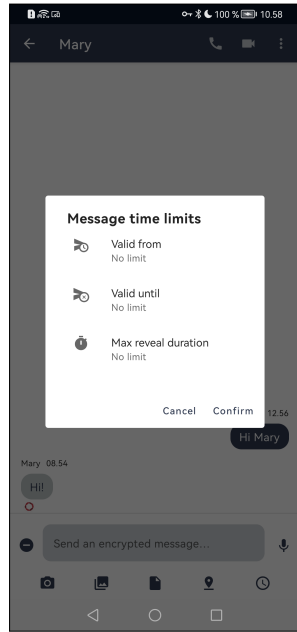 100 % 10.58
Mary
Message time limits
Valid from
No limit
Valid until
No limit
Max reveal duration
No limit
Cancel Confirm
12.56
Hi Mary
Mary 08.54
Hi!
Send an encrypted message...